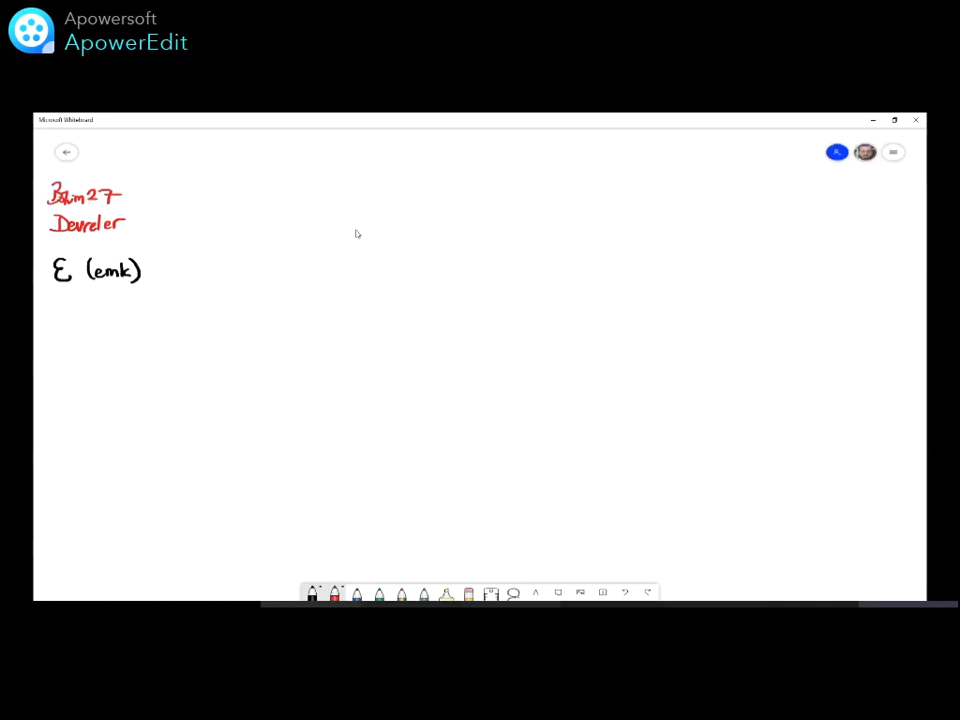 Apowersoft
ApowerEdit
Microsoft Whiteboard
Bölüm 27
Devreler
ε (emk)